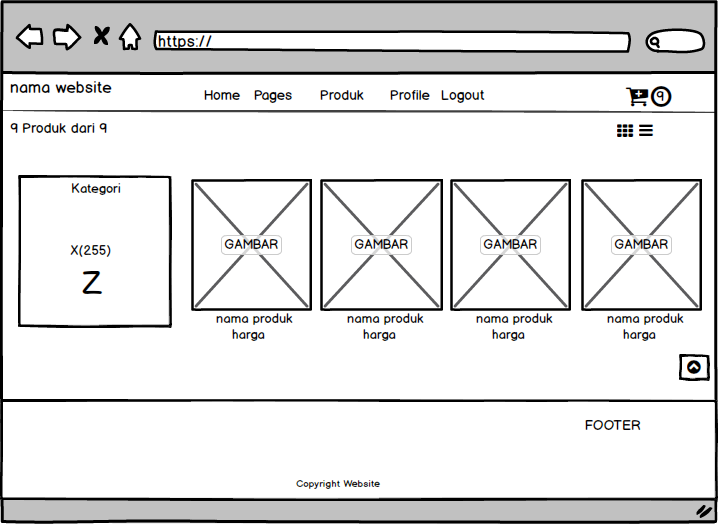 https://
nama website
Home Pages Produk Profile Logout
9
9 Produk dari 9
Kategori
X(255)
Z
GAMBAR GAMBAR GAMBAR GAMBAR
nama produk nama produk nama produk nama produk
harga harga harga harga
FOOTER
Copyright Website